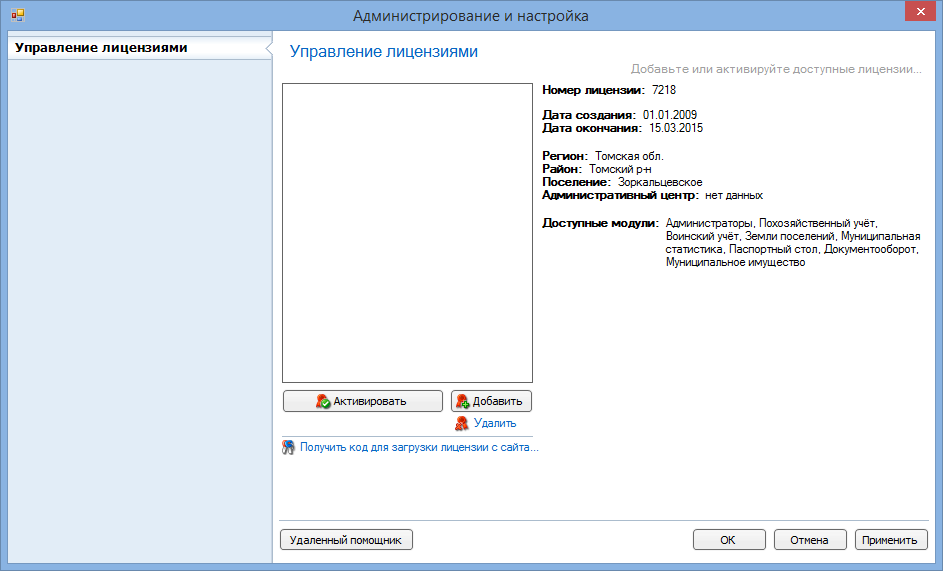 Администрирование и настройка
Управление лицензиями
Управление лицензиями
Добавьте или активируйте доступные лицензии...
Номер лицензии: 7218
Дата создания: 01.01.2009
Дата окончания: 15.03.2015
Регион: Томская обл.
Район: Томский р-н
Поселение: Зоркальцевское
Административный центр: нет данных
Доступные модули: Администраторы, Похозяйственный учёт,
Воинский учёт, Земли поселений, Муниципальная
статистика, Паспортный стол, Документооборот,
Муниципальное имущество
Активировать
Добавить
Удалить
Получить код для загрузки лицензии с сайта...
Удаленный помощник
ОК
Отмена
Применить